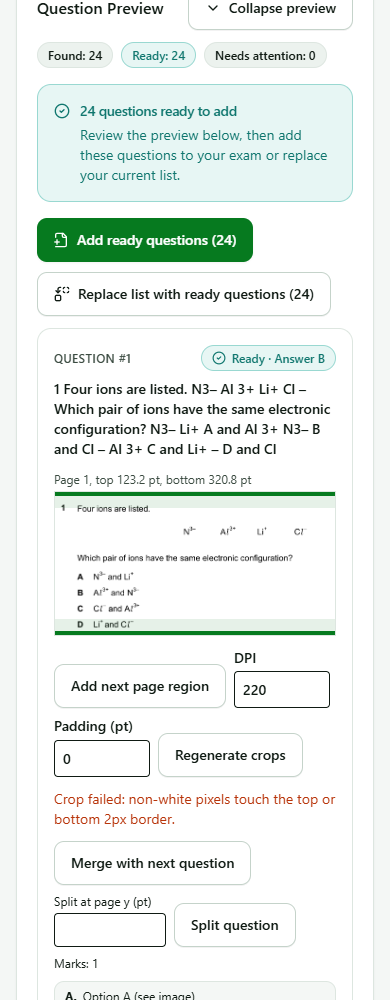 Question Preview
Collapse preview
Found: 24
Ready: 24
Needs attention: 0
24 questions ready to add
Review the preview below, then add
these questions to your exam or replace
your current list.
Add ready questions (24)
Replace list with ready questions (24)
QUESTION #1
Ready · Answer B
1 Four ions are listed. N3– Al 3+ Li+ Cl –
Which pair of ions have the same electronic
configuration? N3– Li+ A and Al 3+ N3– B
and Cl – Al 3+ C and Li+ – D and Cl
Page 1, top 123.2 pt, bottom 320.8 pt
1 Four ions are listed.
N³⁻ Al³⁺ Li⁺ Cl⁻
Which pair of ions have the same electronic configuration?
A N³⁻ and Li⁺
B Al³⁺ and N³⁻
C Cl⁻ and Al³⁺
D Li⁺ and Cl⁻
Add next page region
DPI
220
Padding (pt)
0
Regenerate crops
Crop failed: non-white pixels touch the top or
bottom 2px border.
Merge with next question
Split at page y (pt)
Split question
Marks: 1
A. Option A (see image)